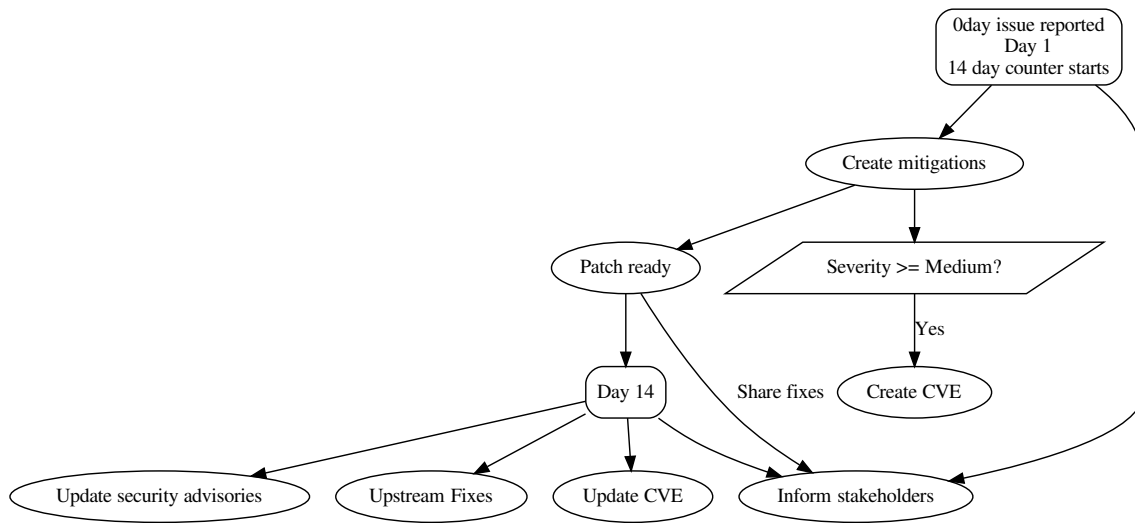 0day issue reported
Day 1
14 day counter starts
Create mitigations
Patch ready
Severity >= Medium?
Yes
Day 14
Share fixes
Create CVE
Update security advisories
Upstream Fixes
Update CVE
Inform stakeholders